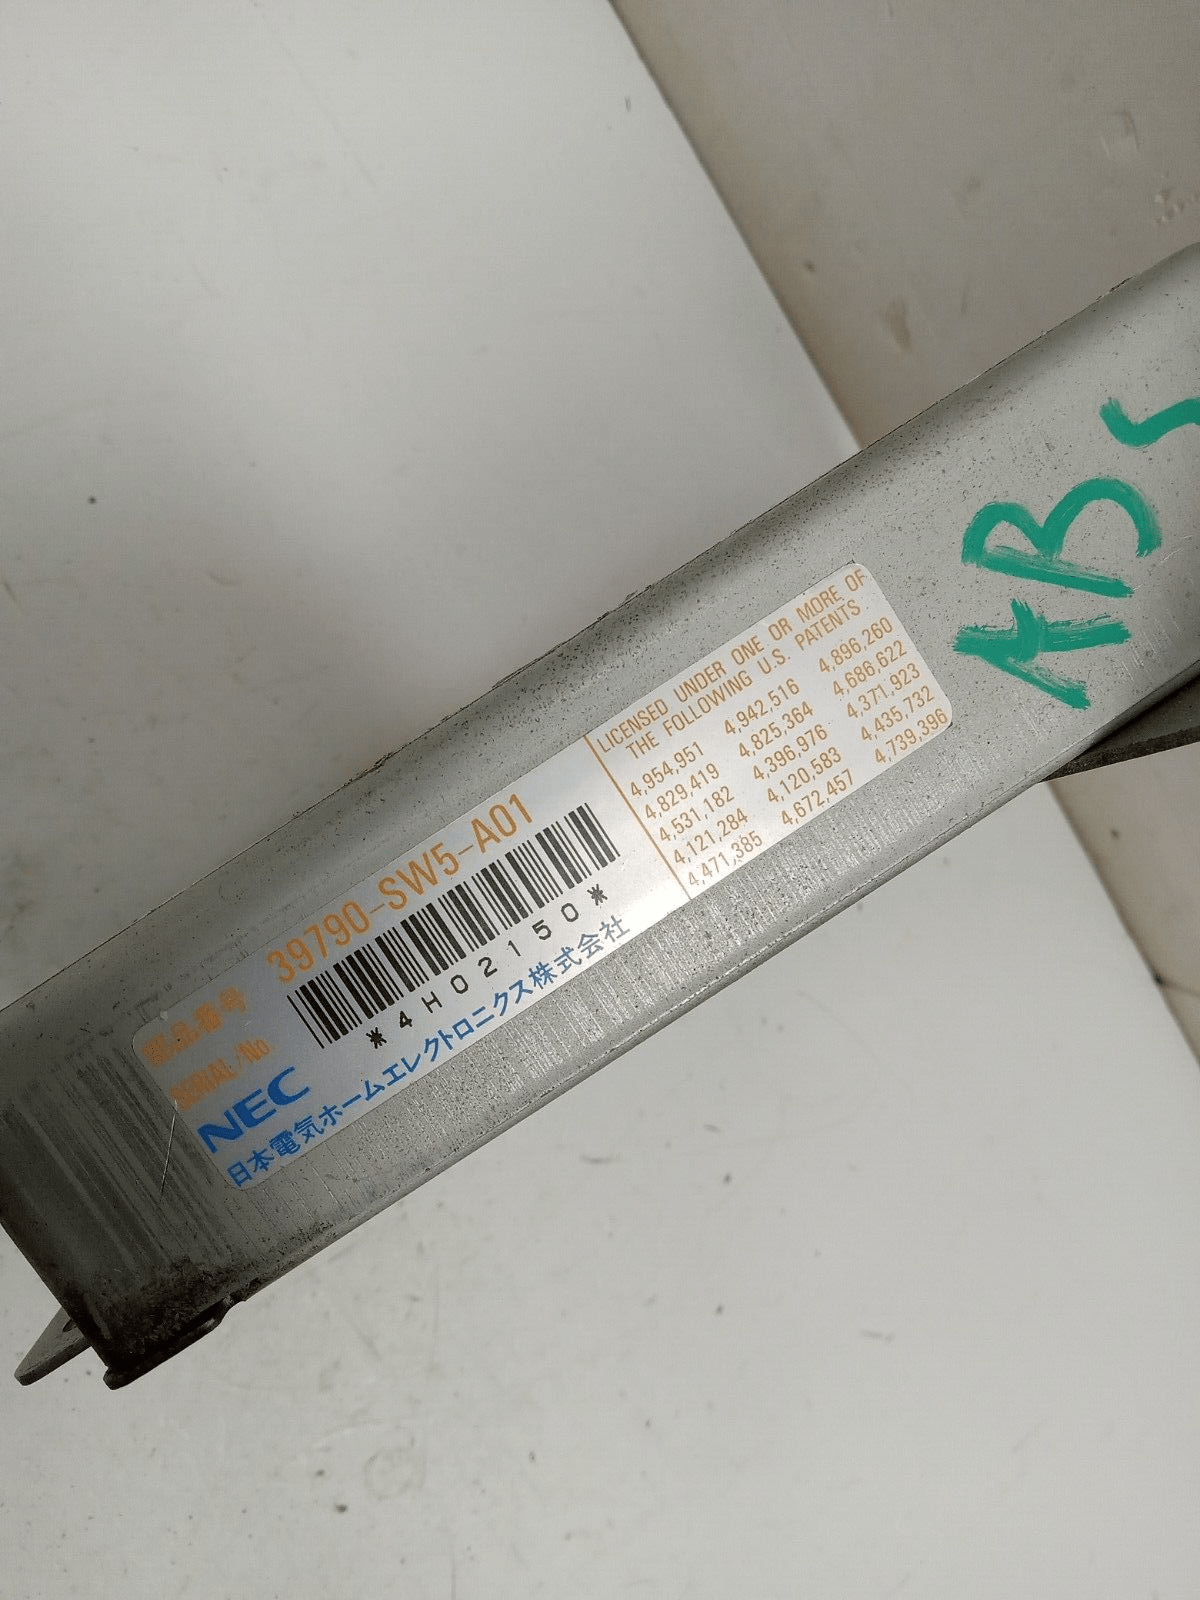 部品番号 39790-SW5-A01
SERIAL/No.
*4H02150*
NEC
日本電気ホームエレクトロニクス株式会社
LICENSED UNDER ONE OR MORE OF
THE FOLLOWING U.S. PATENTS
4,954,951 4,942,516 4,896,260
4,829,419 4,825,364 4,686,622
4,531,182 4,396,976 4,371,923
4,121,284 4,120,583 4,435,732
4,471,385 4,672,457 4,739,396
ABS